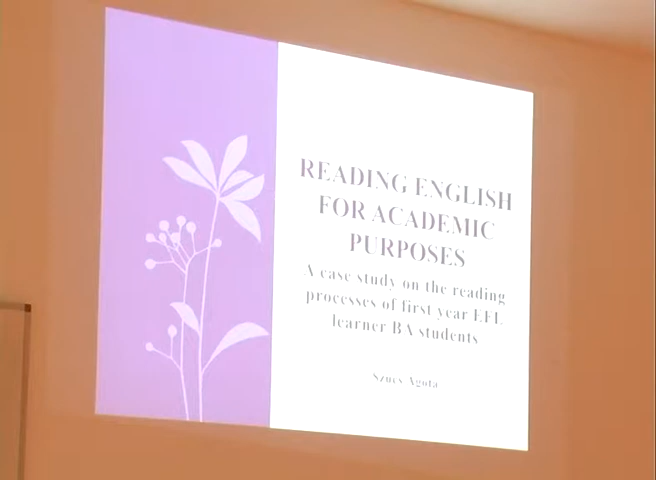 READING ENGLISH
FOR ACADEMIC
PURPOSES
A case study on the reading
processes of first year EFL
learner BA students
Szucs Agota